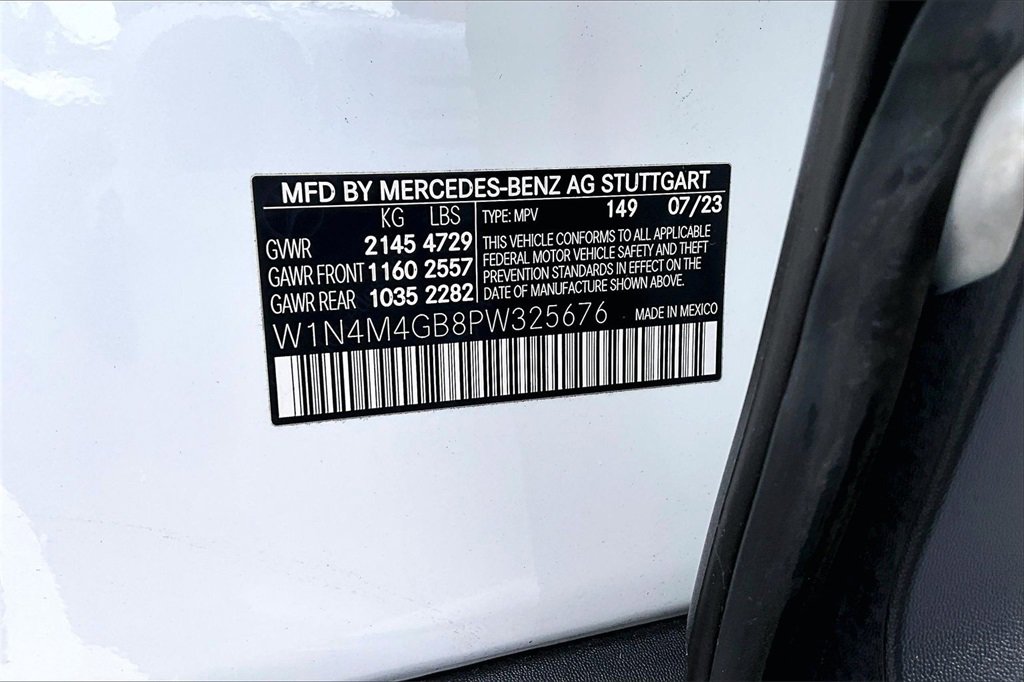 MFD BY MERCEDES-BENZ AG STUTTGART
KG LBS
GVWR 2145 4729
GAWR FRONT 1160 2557
GAWR REAR 1035 2282
TYPE: MPV 149 07/23
THIS VEHICLE CONFORMS TO ALL APPLICABLE
FEDERAL MOTOR VEHICLE SAFETY AND THEFT
PREVENTION STANDARDS IN EFFECT ON THE
DATE OF MANUFACTURE SHOWN ABOVE.
W1N4M4GB8PW325676 MADE IN MEXICO